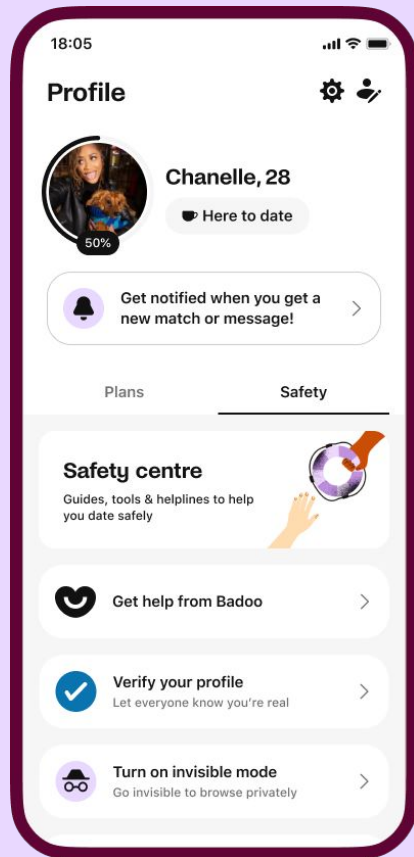 18:05
Profile
Chanelle, 28
Here to date
50%
Get notified when you get a
new match or message!
Plans
Safety
Safety centre
Guides, tools & helplines to help
you date safely
Get help from Badoo
Verify your profile
Let everyone know you're real
Turn on invisible mode
Go invisible to browse privately